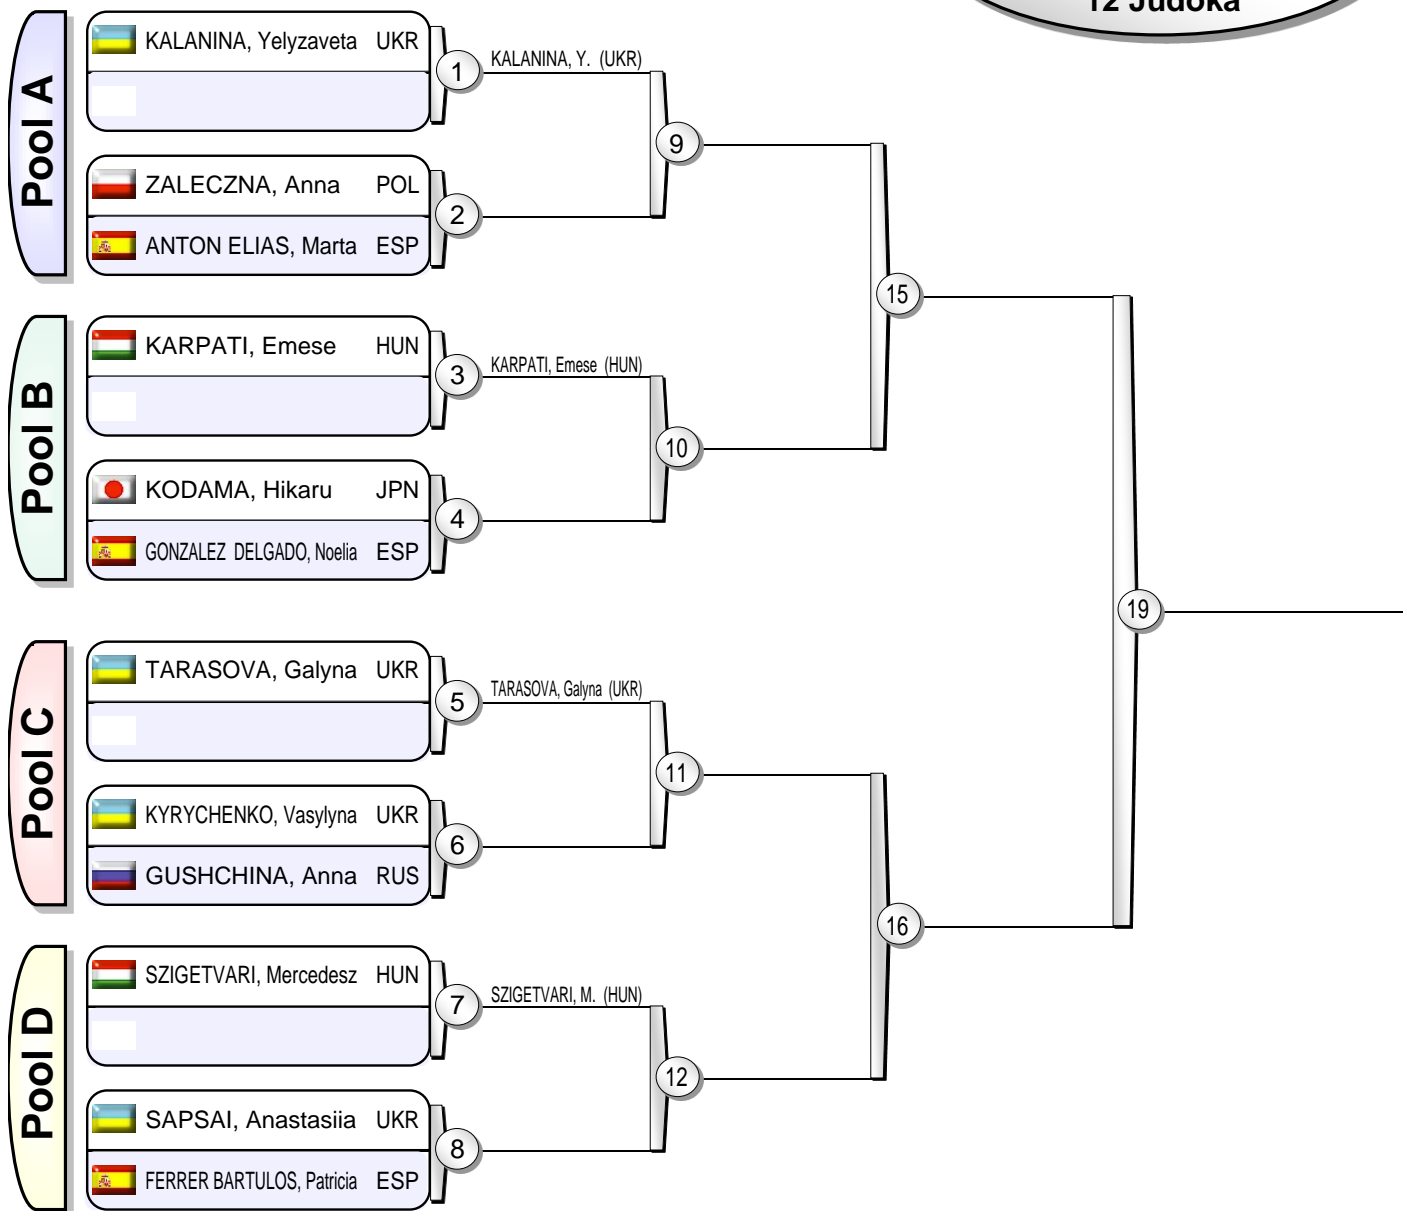 12 Judoka
Pool A
KALANINA, Yelyzaveta UKR
1
KALANINA, Y. (UKR)
9
ZALECZNA, Anna POL
2
ANTON ELIAS, Marta ESP
15
Pool B
KARPATI, Emese HUN
3
KARPATI, Emese (HUN)
10
KODAMA, Hikaru JPN
4
GONZALEZ DELGADO, Noelia ESP
19
Pool C
TARASOVA, Galyna UKR
5
TARASOVA, Galyna (UKR)
11
KYRYCHENKO, Vasylyna UKR
6
GUSHCHINA, Anna RUS
16
Pool D
SZIGETVARI, Mercedesz HUN
7
SZIGETVARI, M. (HUN)
12
SAPSAI, Anastasiia UKR
8
FERRER BARTULOS, Patricia ESP